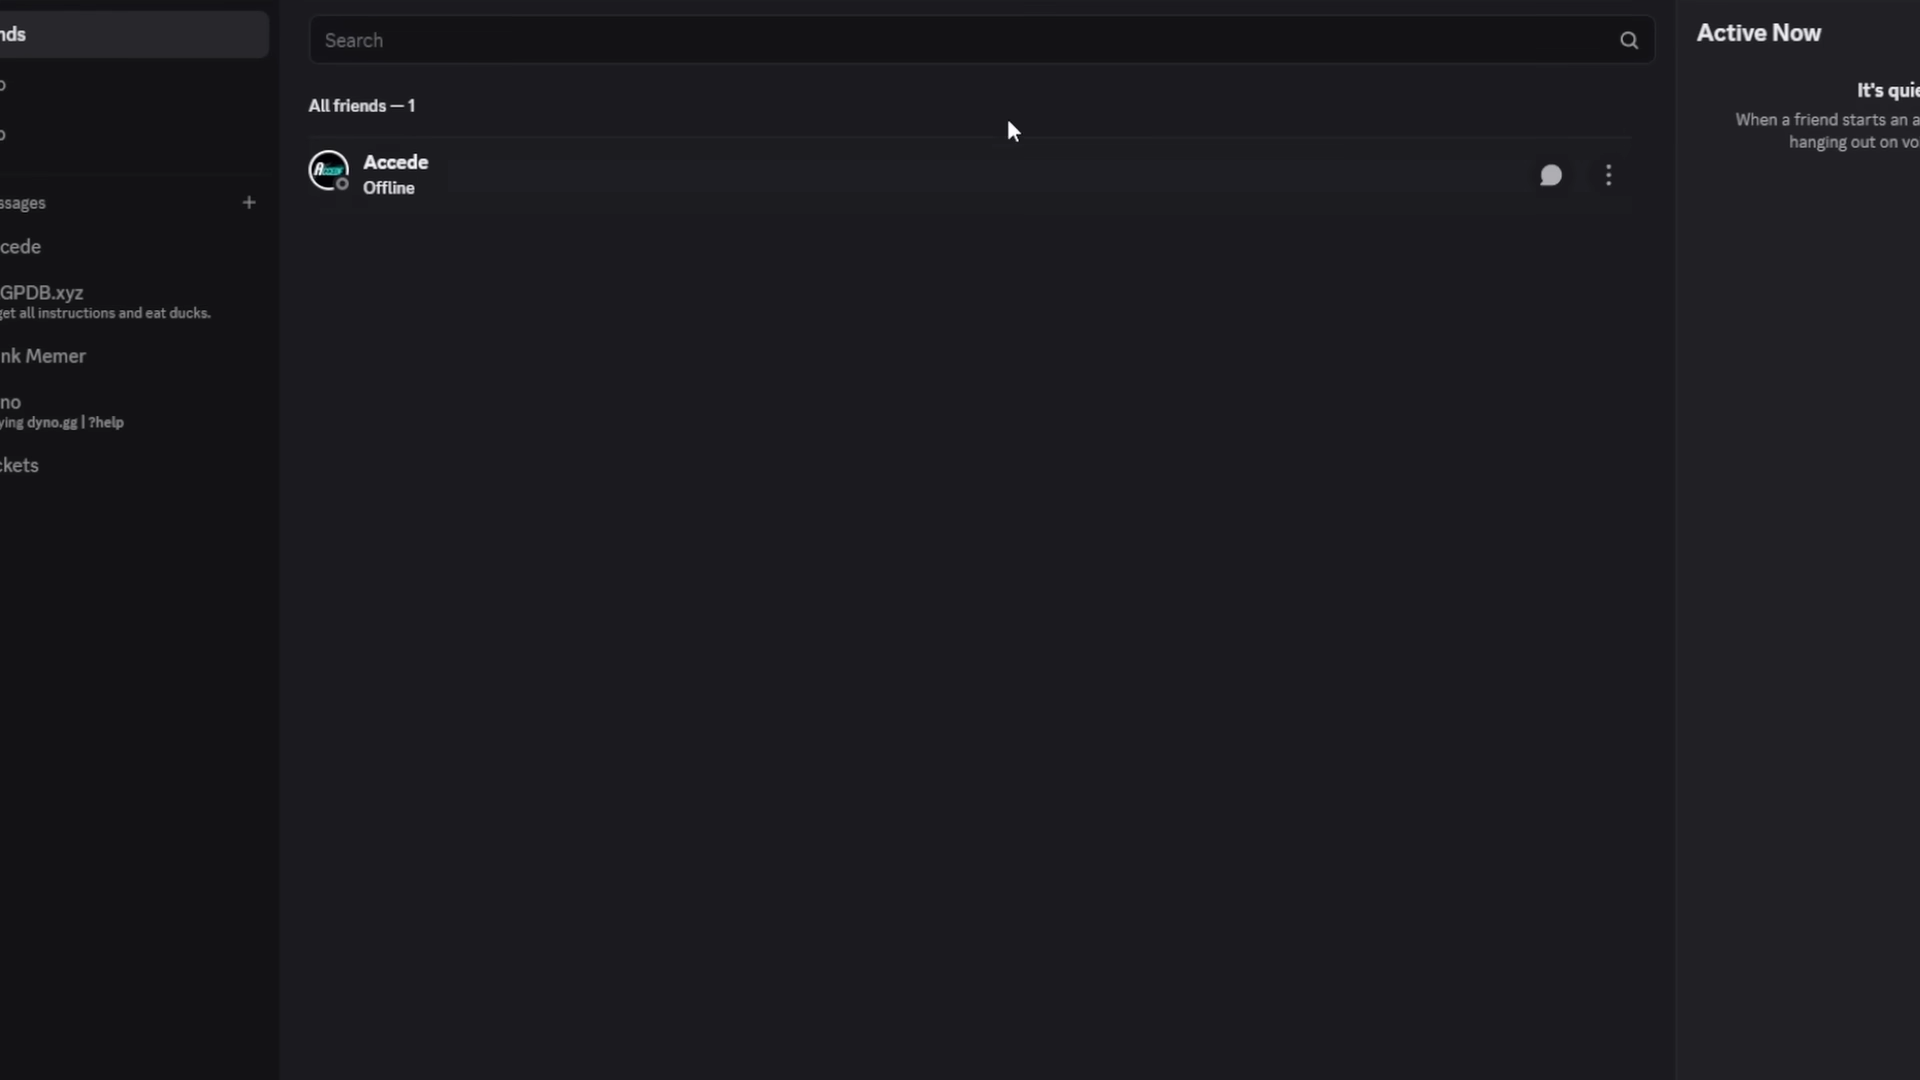 nds
Search
Active Now
All friends — 1
It's quie
When a friend starts an a
hanging out on vo
Accede
Offline
ssages
+
cede
GPDB.xyz
get all instructions and eat ducks.
nk Memer
no
ying dyno.gg | ?help
ckets